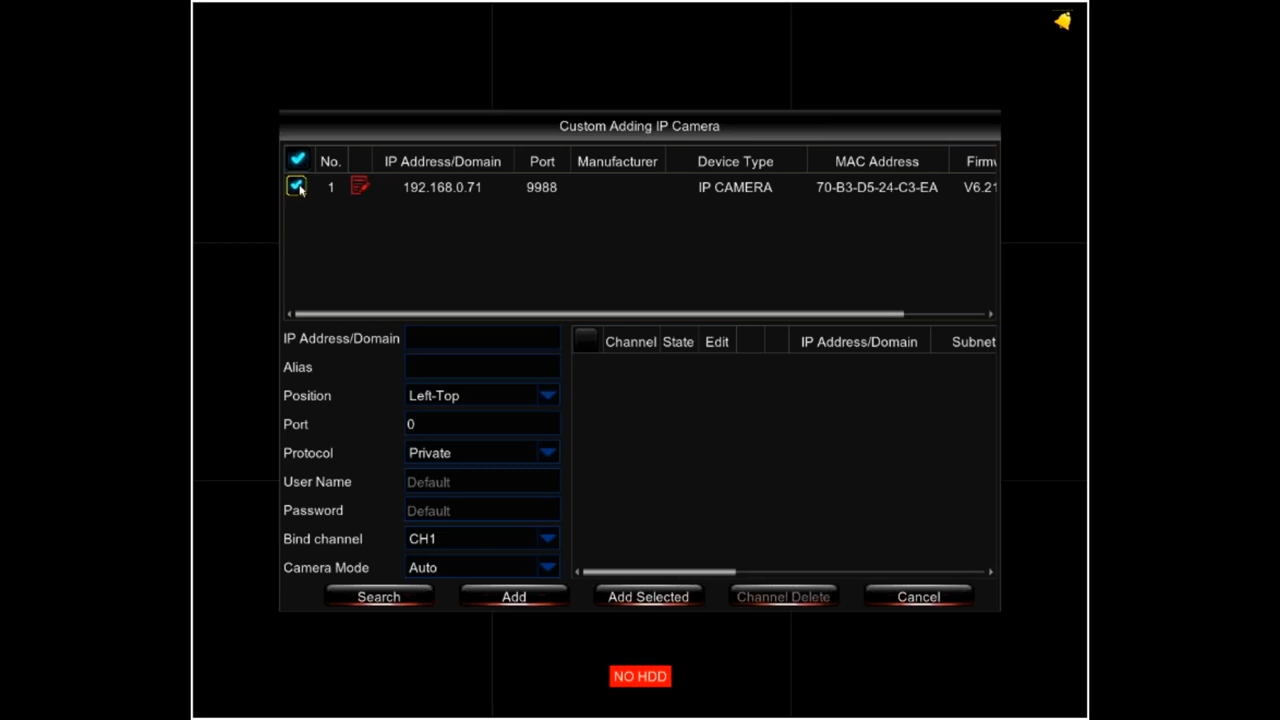 Custom Adding IP Camera
No. IP Address/Domain Port Manufacturer Device Type MAC Address Firmv
1 192.168.0.71 9988 IP CAMERA 70-B3-D5-24-C3-EA V6.21
IP Address/Domain
Alias
Position Left-Top
Port 0
Protocol Private
User Name Default
Password Default
Bind channel CH1
Camera Mode Auto
Channel State Edit IP Address/Domain Subnet
Search Add Add Selected Channel Delete Cancel
NO HDD